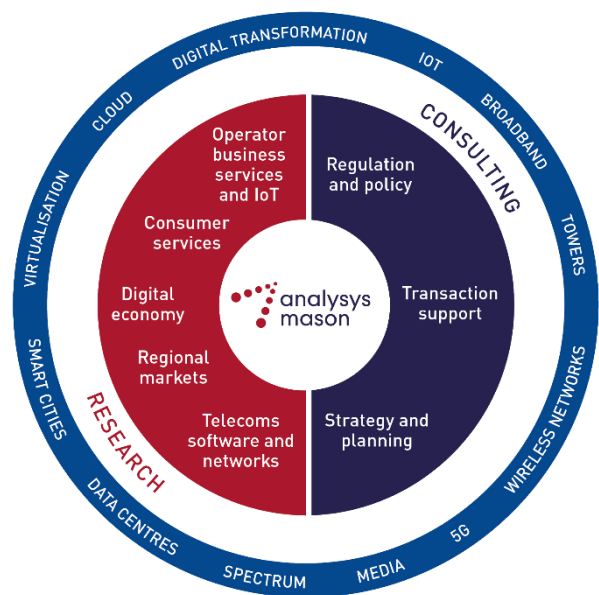 DIGITAL TRANSFORMATION
IOT
BROADBAND
TOWERS
WIRELESS NETWORKS
5G
MEDIA
SPECTRUM
DATA CENTRES
SMART CITIES
VIRTUALISATION
CLOUD
RESEARCH
Operator
business
services
and IoT
Consumer
services
Digital
economy
Regional
markets
Telecoms
software and
networks
CONSULTING
Regulation
and policy
Transaction
support
Strategy and
planning
analysys
mason